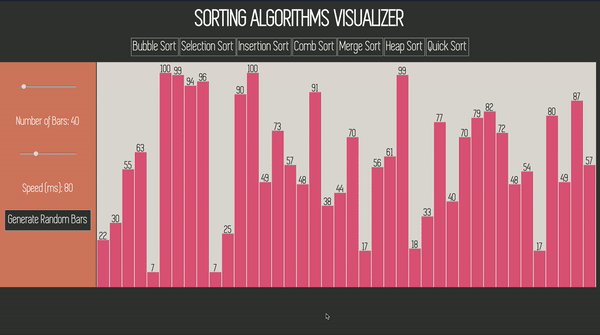 SORTING ALGORITHMS VISUALIZER
Bubble Sort Selection Sort Insertion Sort Comb Sort Merge Sort Heap Sort Quick Sort
Number of Bars: 40
Speed (ms): 80
Generate Random Bars
22 30 55 63 7 100 99 94 96 7 25 90 100 49 73 57 48 91 38 44 70 17 56 61 99 18 33 77 40 70 79 82 72 48 54 17 80 49 87 57